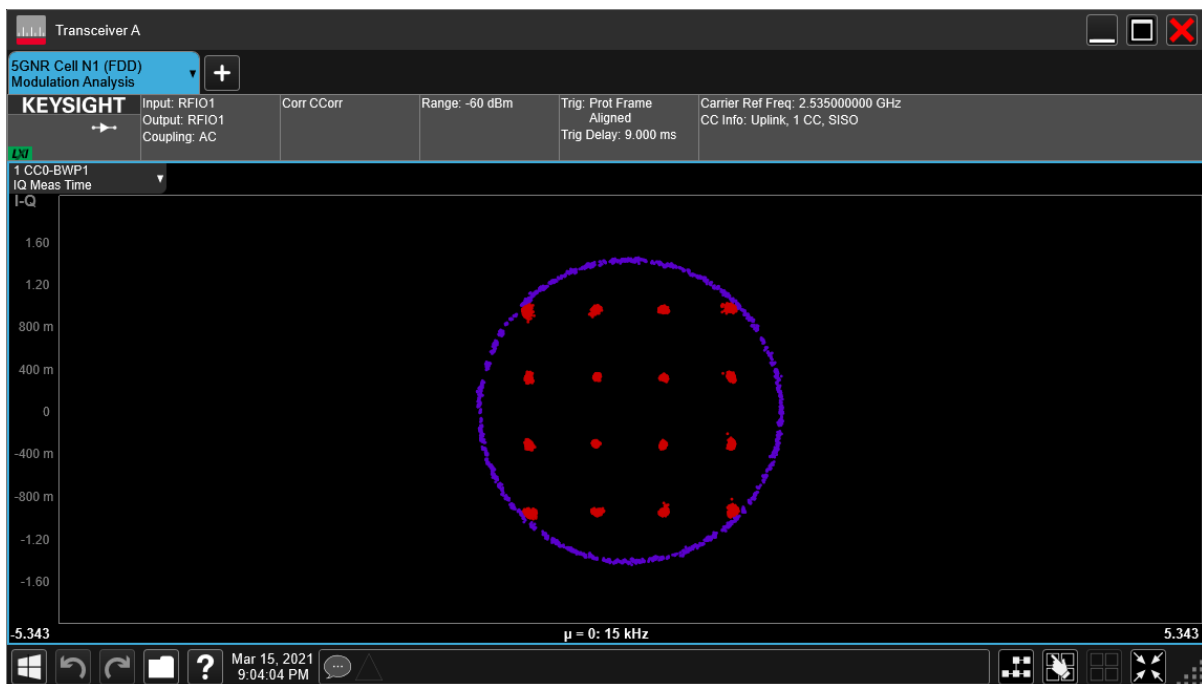 Transceiver A
5GNR Cell N1 (FDD)
Modulation Analysis
KEYSIGHT
LXI
Input: RFIO1
Output: RFIO1
Coupling: AC
Corr CCorr
Range: -60 dBm
Trig: Prot Frame
Aligned
Trig Delay: 9.000 ms
Carrier Ref Freq: 2.535000000 GHz
CC Info: Uplink, 1 CC, SISO
1 CC0-BWP1
IQ Meas Time
I-Q
1.60
1.20
800 m
400 m
0
-400 m
-800 m
-1.20
-1.60
-5.343
μ = 0: 15 kHz
5.343
?
Mar 15, 2021
9:04:04 PM